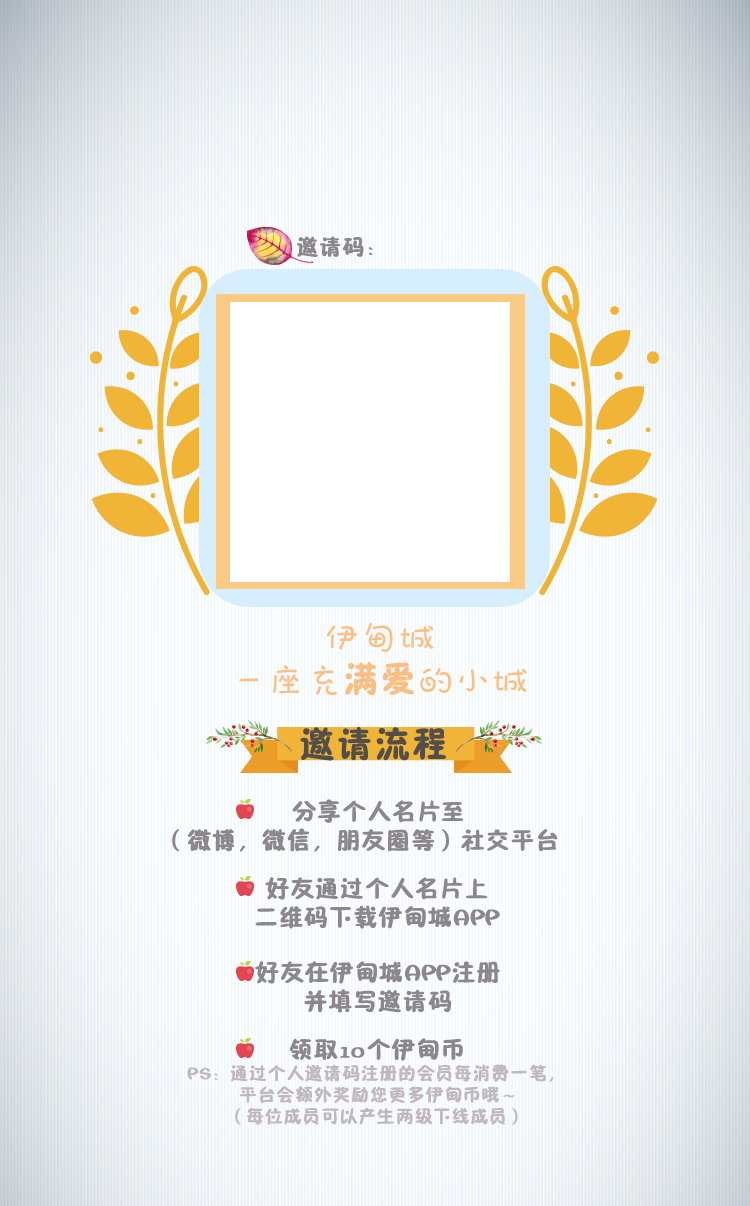 邀请码：
伊甸城
一座充满爱的小城
邀请流程
分享个人名片至
（微博，微信，朋友圈等）社交平台
好友通过个人名片上
二维码下载伊甸城APP
好友在伊甸城APP注册
并填写邀请码
领取10个伊甸币
PS：通过个人邀请码注册的会员每消费一笔，
平台会额外奖励您更多伊甸币哦~
（每位成员可以产生两级下线成员）